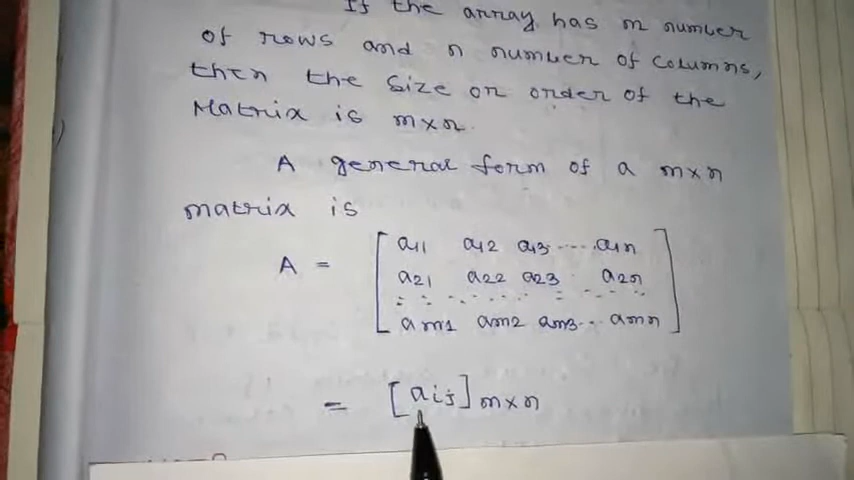 If the array has m number
of rows and n number of columns,
then the size or order of the
Matrix is m×n.
A general form of a m×n
matrix is
A = [ a11 a12 a13 ..... a1n
a21 a22 a23 a2n
: : . . . . . . : . . . . .
am1 am2 am3... amn ]
= [aij] m×n